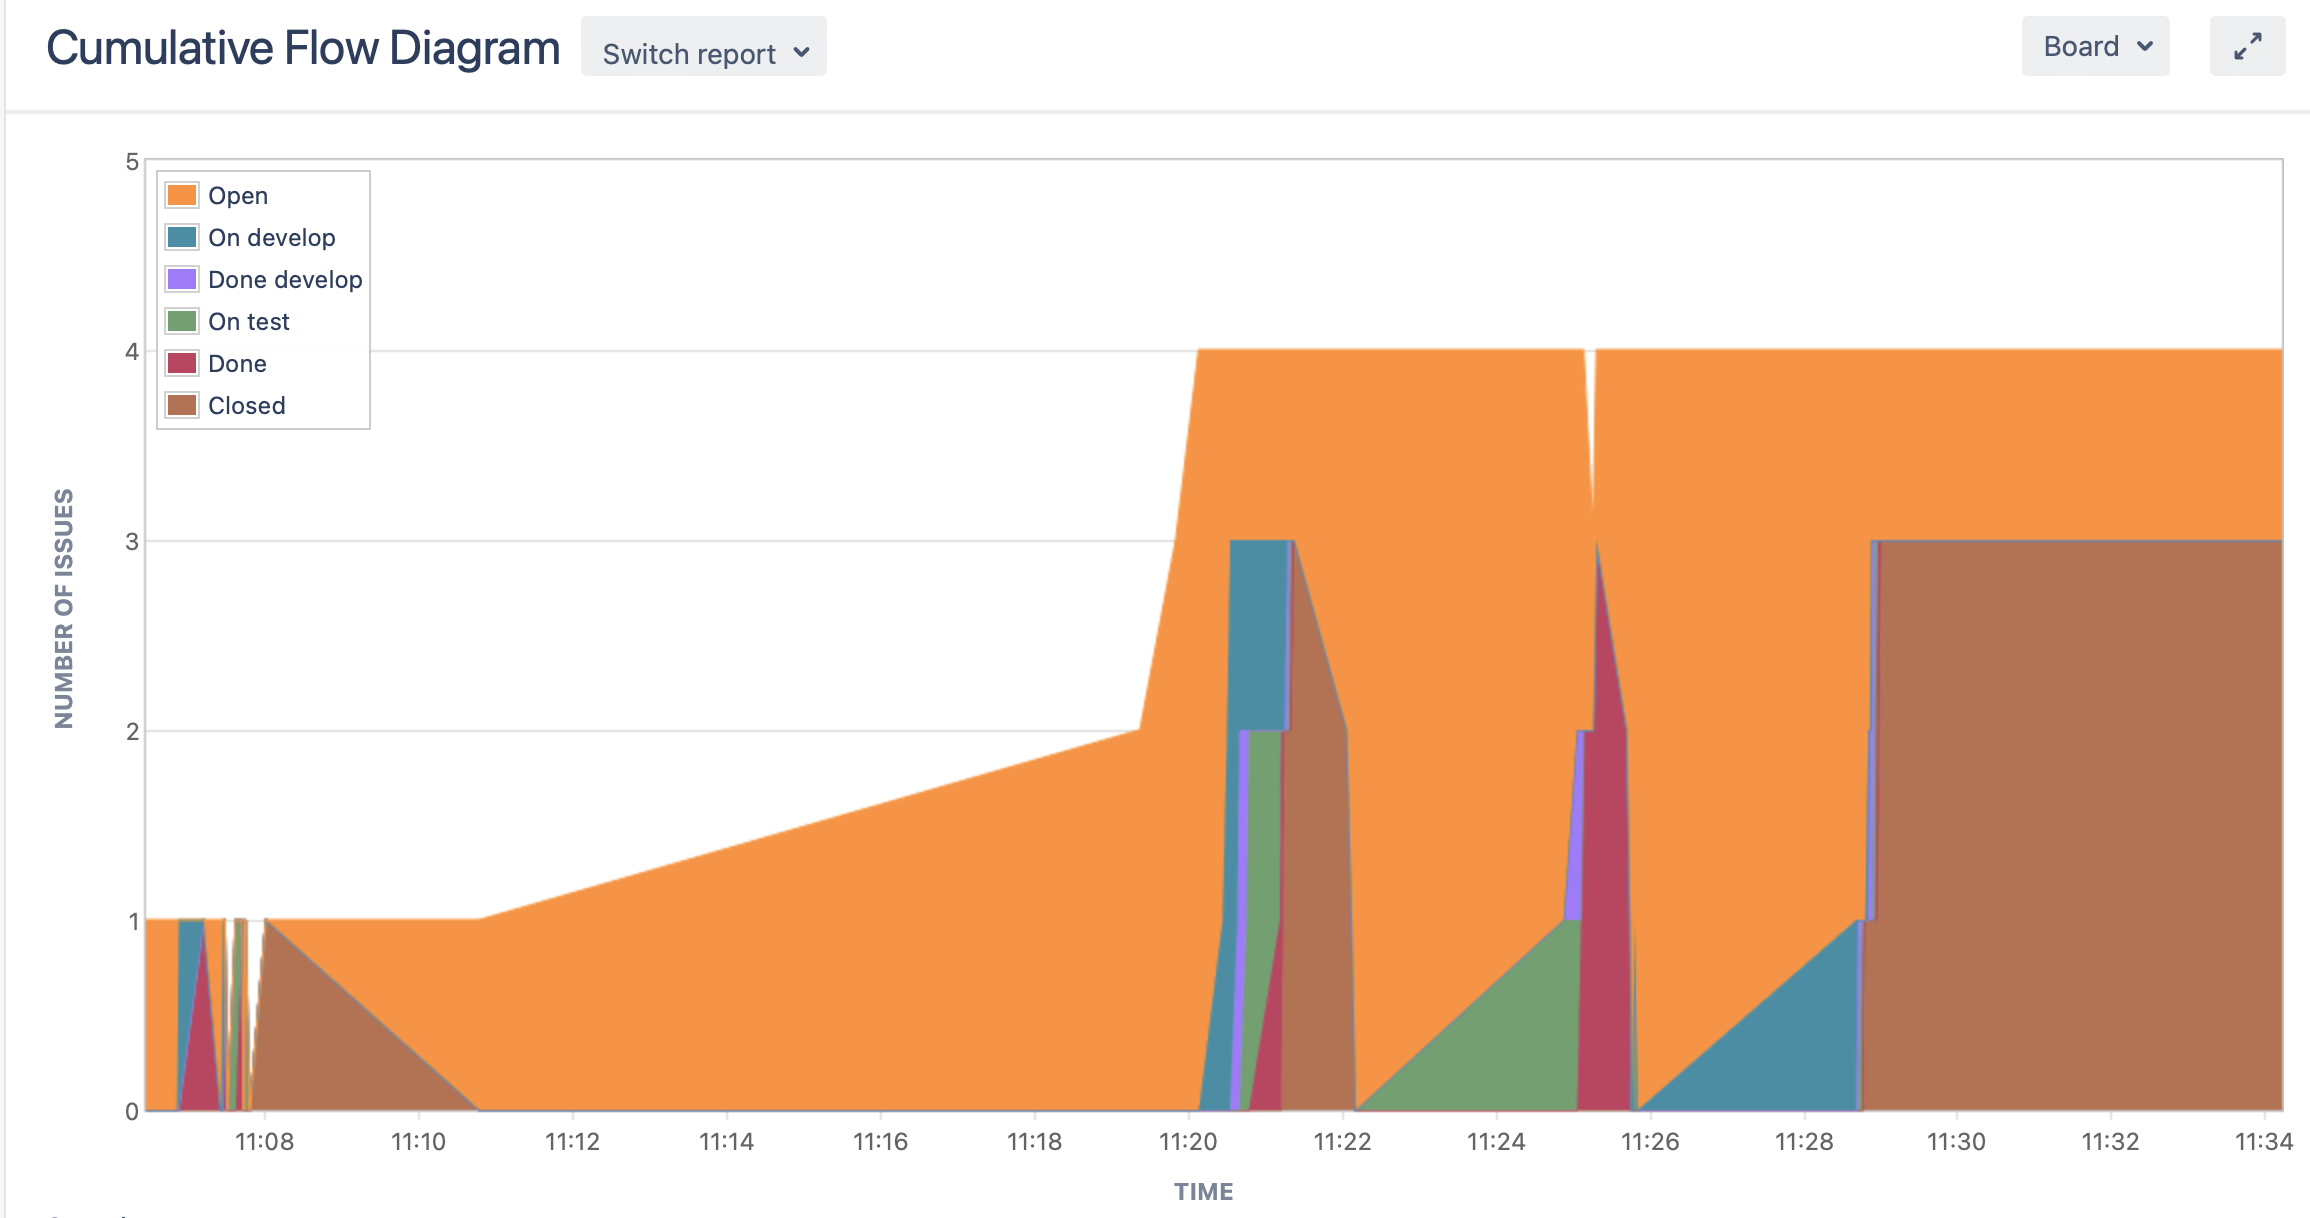 Cumulative Flow Diagram
Switch report
Board
5
4
3
2
1
0
Open
On develop
Done develop
On test
Done
Closed
NUMBER OF ISSUES
11:08
11:10
11:12
11:14
11:16
11:18
11:20
11:22
11:24
11:26
11:28
11:30
11:32
11:34
TIME